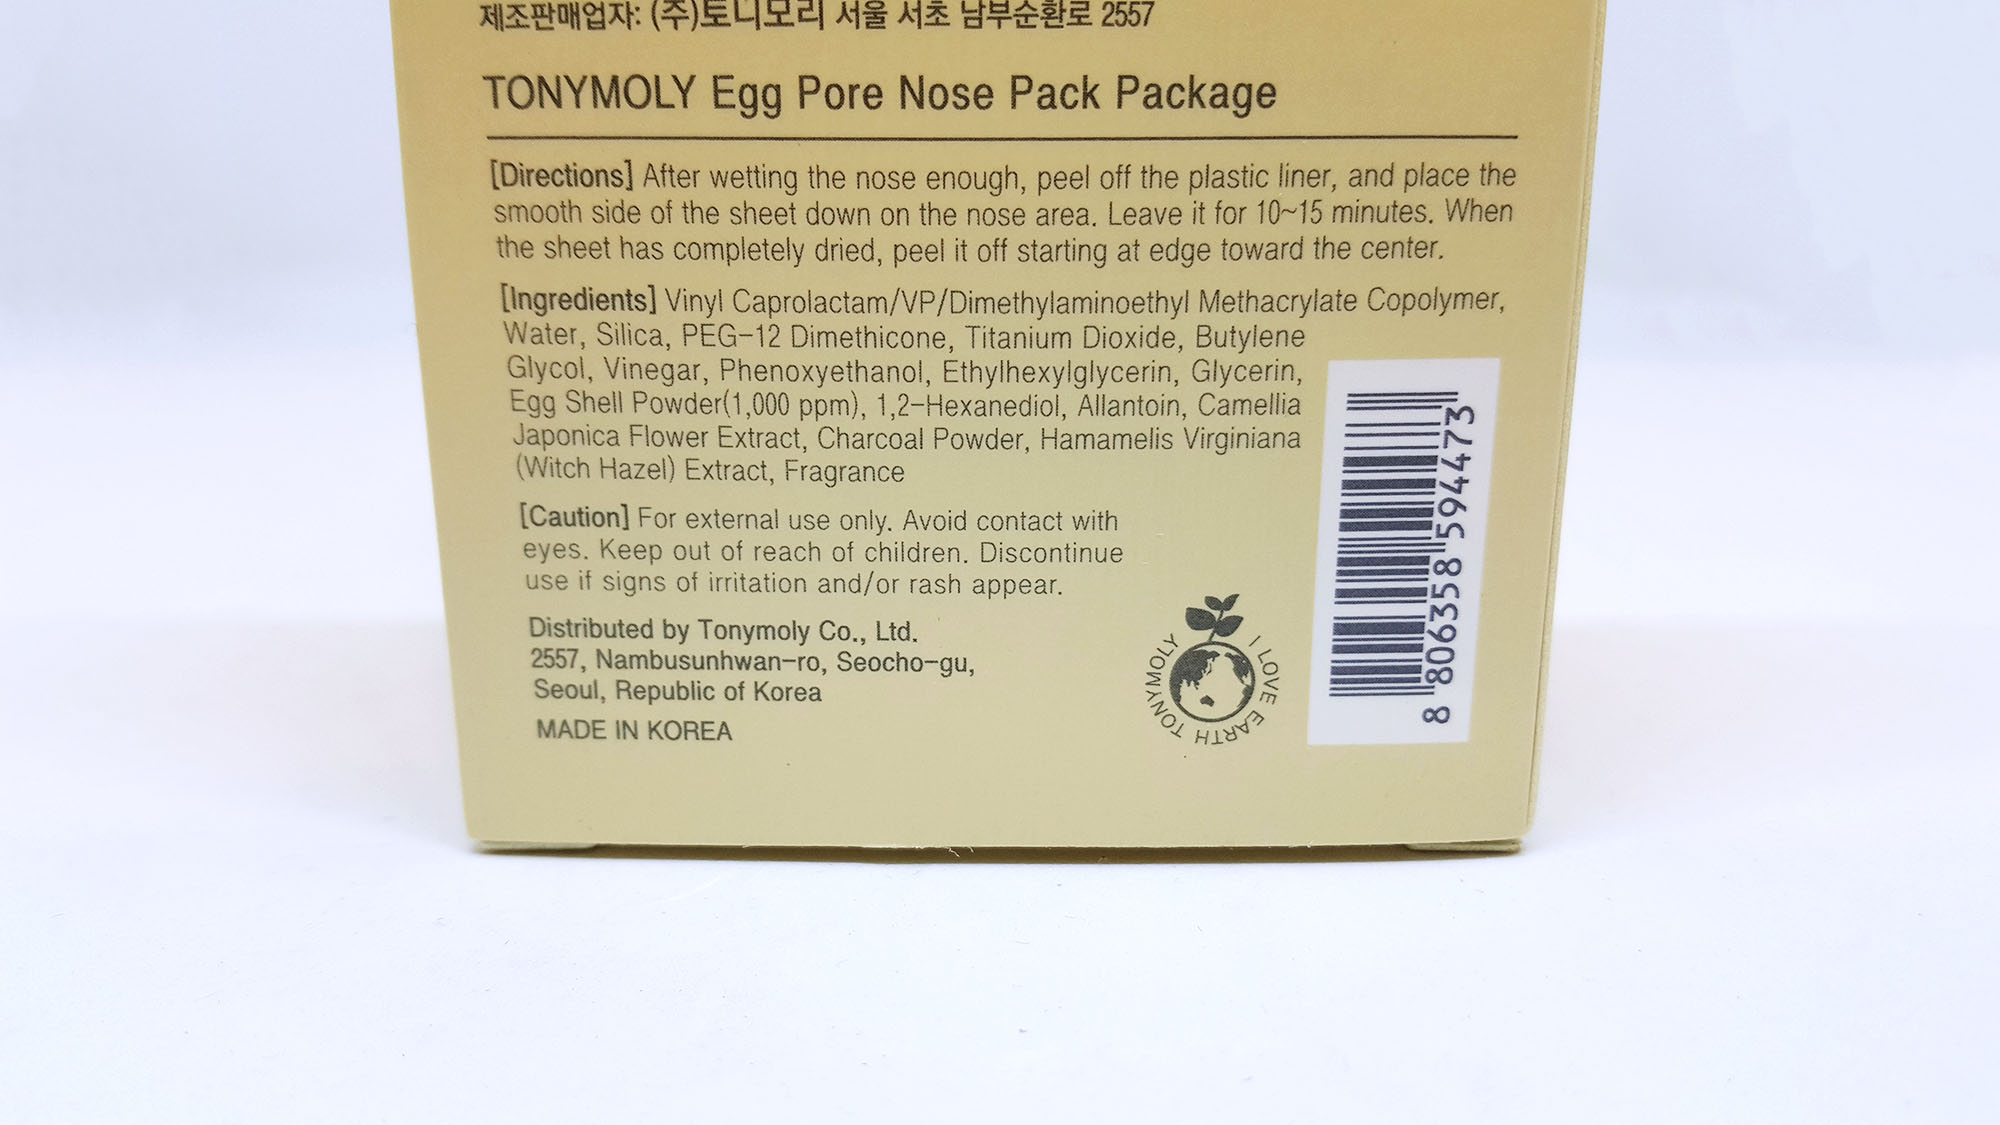 제조판매업자: (주)토니모리 서울 서초 남부순환로 2557
TONYMOLY Egg Pore Nose Pack Package
[Directions] After wetting the nose enough, peel off the plastic liner, and place the
smooth side of the sheet down on the nose area. Leave it for 10~15 minutes. When
the sheet has completely dried, peel it off starting at edge toward the center.
[Ingredients] Vinyl Caprolactam/VP/Dimethylaminoethyl Methacrylate Copolymer,
Water, Silica, PEG-12 Dimethicone, Titanium Dioxide, Butylene
Glycol, Vinegar, Phenoxyethanol, Ethylhexylglycerin, Glycerin,
Egg Shell Powder(1,000 ppm), 1,2-Hexanediol, Allantoin, Camellia
Japonica Flower Extract, Charcoal Powder, Hamamelis Virginiana
(Witch Hazel) Extract, Fragrance
[Caution] For external use only. Avoid contact with
eyes. Keep out of reach of children. Discontinue
use if signs of irritation and/or rash appear.
Distributed by Tonymoly Co., Ltd.
2557, Nambusunhwan-ro, Seocho-gu,
Seoul, Republic of Korea
MADE IN KOREA
I LOVE EARTH TONYMOLY
8 806358 594473